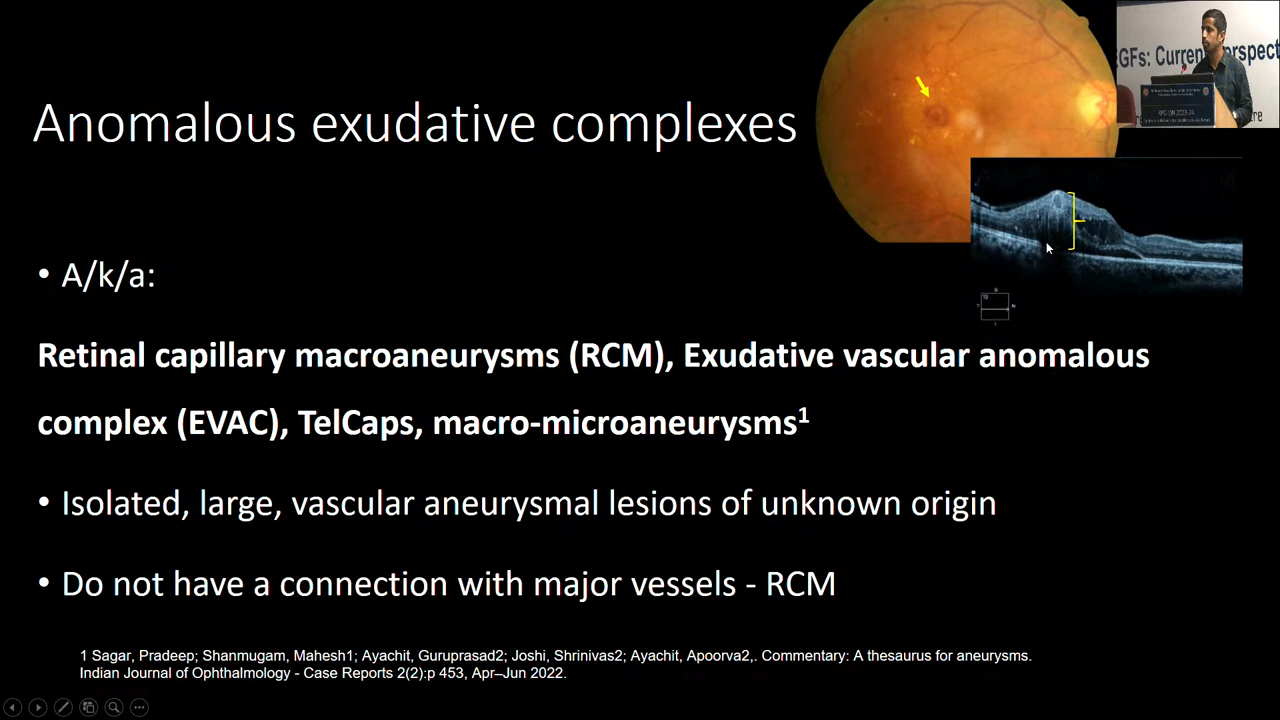 Anomalous exudative complexes
EGFs: Current Perspect
• A/k/a:
Retinal capillary macroaneurysms (RCM), Exudative vascular anomalous
complex (EVAC), TelCaps, macro-microaneurysms1
• Isolated, large, vascular aneurysmal lesions of unknown origin
• Do not have a connection with major vessels - RCM
1 Sagar, Pradeep; Shanmugam, Mahesh1; Ayachit, Guruprasad2; Joshi, Shrinivas2; Ayachit, Apoorva2,. Commentary: A thesaurus for aneurysms.
Indian Journal of Ophthalmology - Case Reports 2(2):p 453, Apr–Jun 2022.